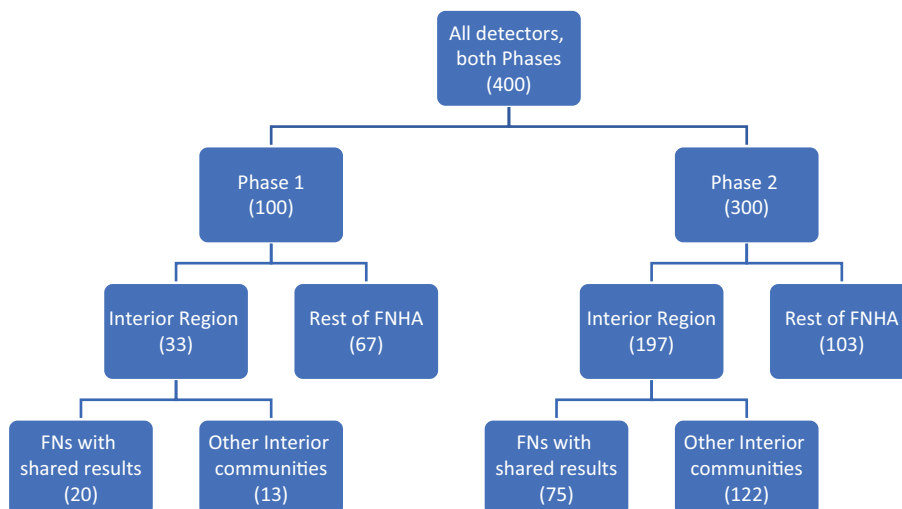 All detectors,
both Phases
(400)
Phase 1
(100)
Phase 2
(300)
Interior Region
(33)
Rest of FNHA
(67)
Interior Region
(197)
Rest of FNHA
(103)
FNs with
shared results
(20)
Other Interior
communities
(13)
FNs with
shared results
(75)
Other Interior
communities
(122)